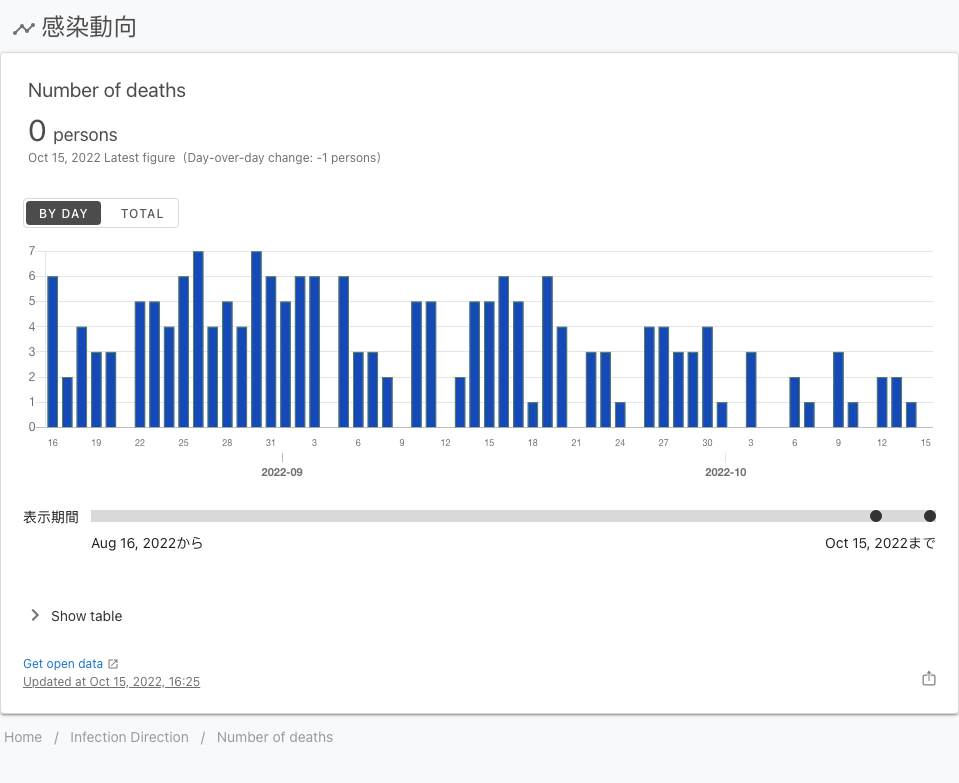 感染動向
Number of deaths
0 persons
Oct 15, 2022 Latest figure (Day-over-day change: -1 persons)
BY DAY TOTAL
7
6
5
4
3
2
1
0
16 19 22 25 28 31 3 6 9 12 15 18 21 24 27 30 3 6 9 12 15
2022-09 2022-10
表示期間
Aug 16, 2022から Oct 15, 2022まで
Show table
Get open data
Updated at Oct 15, 2022, 16:25
Home / Infection Direction / Number of deaths